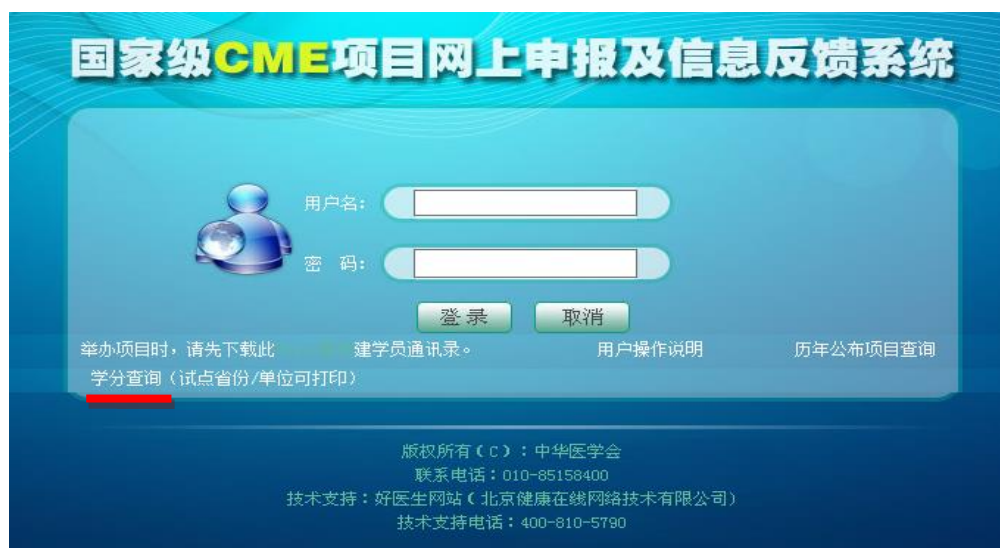 国家级CME项目网上申报及信息反馈系统
用户名:
密 码:
登录 取消
举办项目时,请先下载此 建学员通讯录。 用户操作说明 历年公布项目查询
学分查询(试点省份/单位可打印)
版权所有(C):中华医学会
联系电话:010-85158400
技术支持:好医生网站(北京健康在线网络技术有限公司)
技术支持电话:400-810-5790